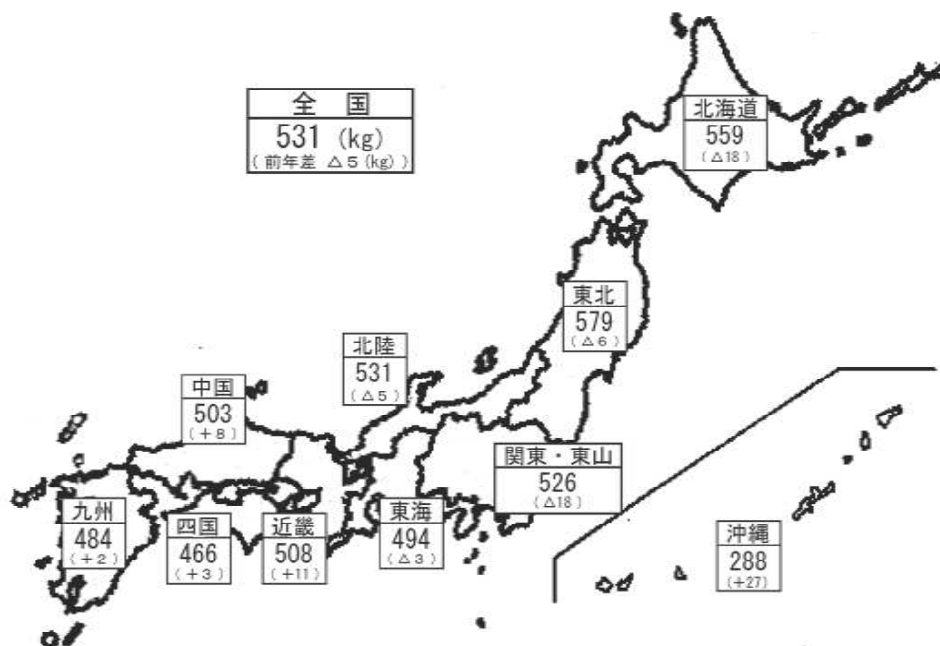 全 国
531 (kg)
( 前年差 △5(kg) )
北海道
559
(△18)
東北
579
(△6)
北陸
531
(△5)
中国
503
(+8)
関東・東山
526
(△18)
九州
484
(+2)
四国
466
(+3)
近畿
508
(+11)
東海
494
(△3)
沖縄
288
(+27)